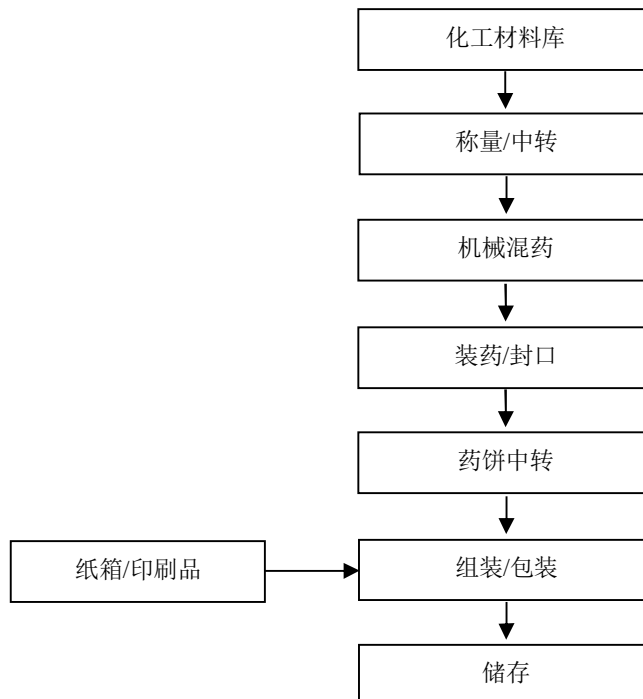 化工材料库
称量/中转
机械混药
装药/封口
药饼中转
纸箱/印刷品
组装/包装
储存